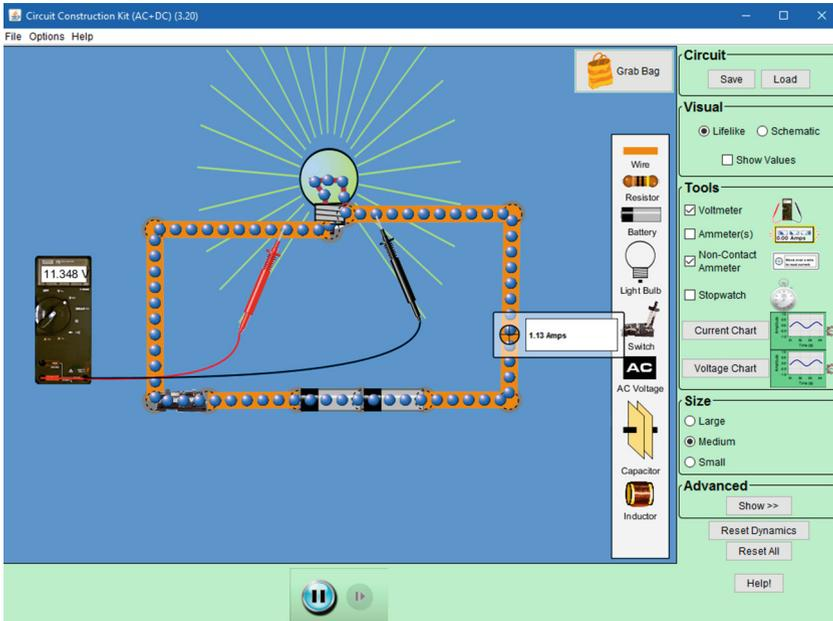 Circuit Construction Kit (AC+DC) (3.20)
File Options Help
Grab Bag
11.348 V
1.13 Amps
Wire
Resistor
Battery
Light Bulb
Switch
AC
AC Voltage
Capacitor
Inductor
Circuit
Save Load
Visual
Lifelike Schematic
Show Values
Tools
Voltmeter
Ammeter(s)
0.00 Amps
Non-Contact
Ammeter
Stopwatch
Current Chart
Voltage Chart
Size
Large
Medium
Small
Advanced
Show >>
Reset Dynamics
Reset All
Help!